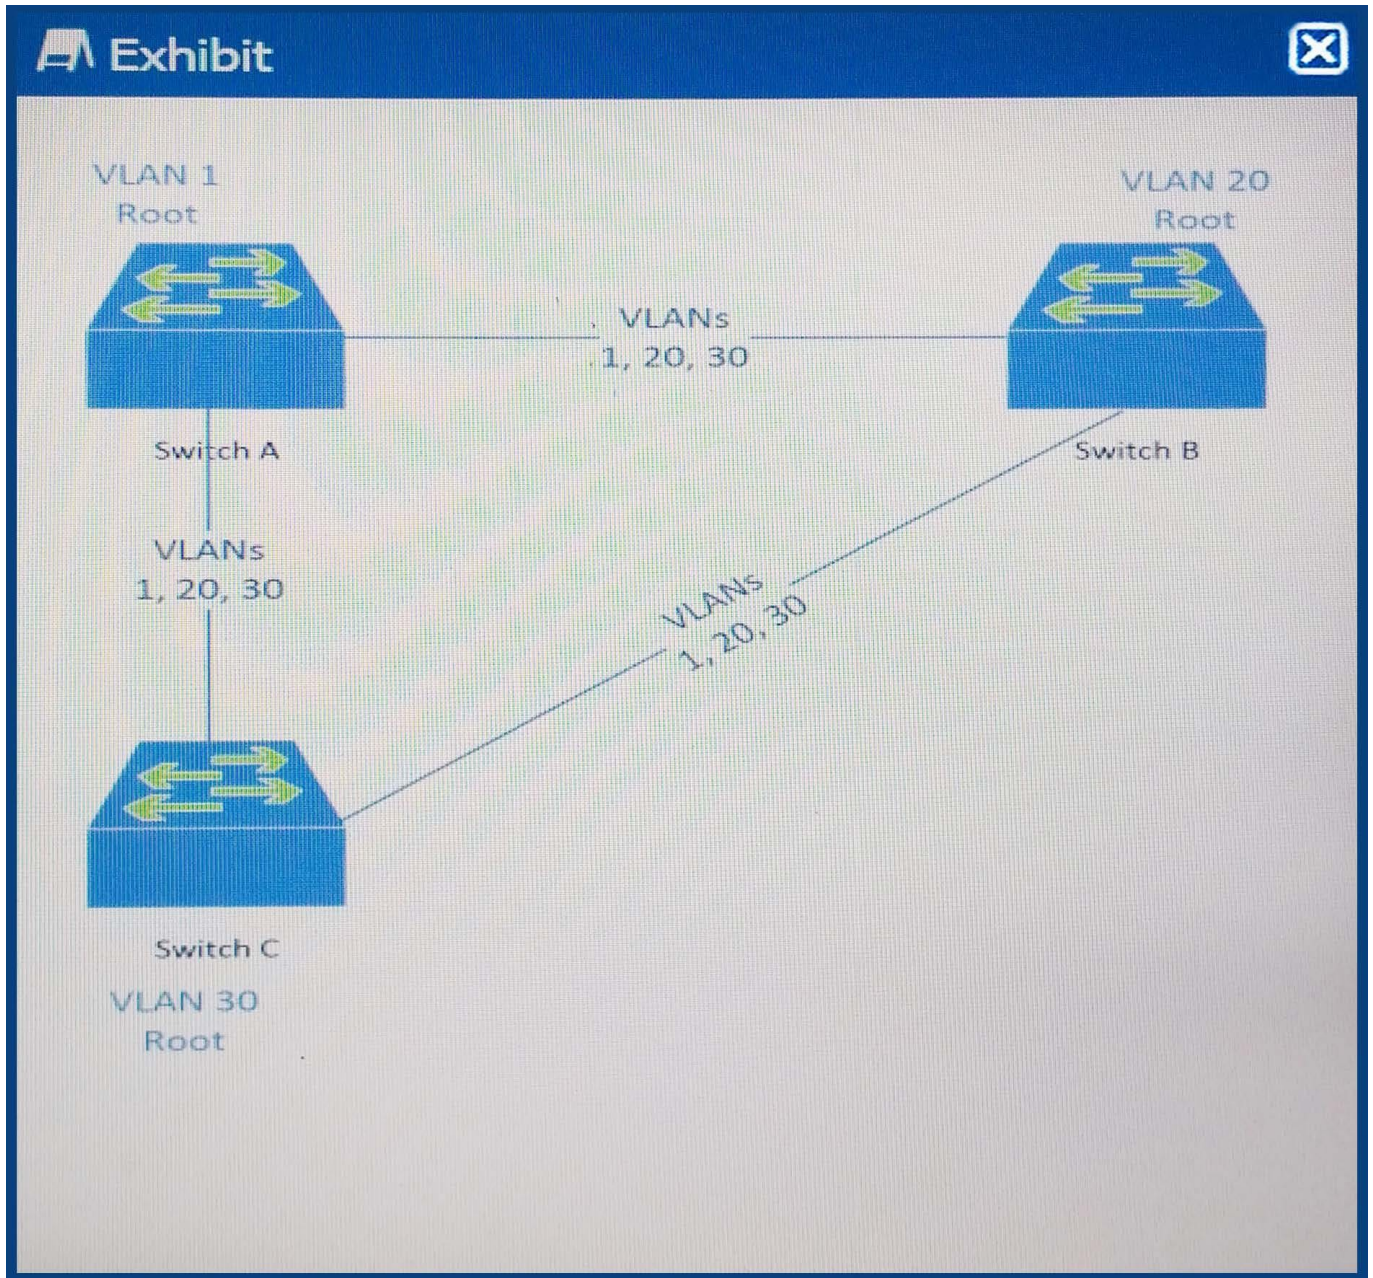 Exhibit
VLAN 1
Root
VLAN 20
Root
VLANs
1, 20, 30
Switch A
Switch B
VLANs
1, 20, 30
VLANs
1, 20, 30
Switch C
VLAN 30
Root